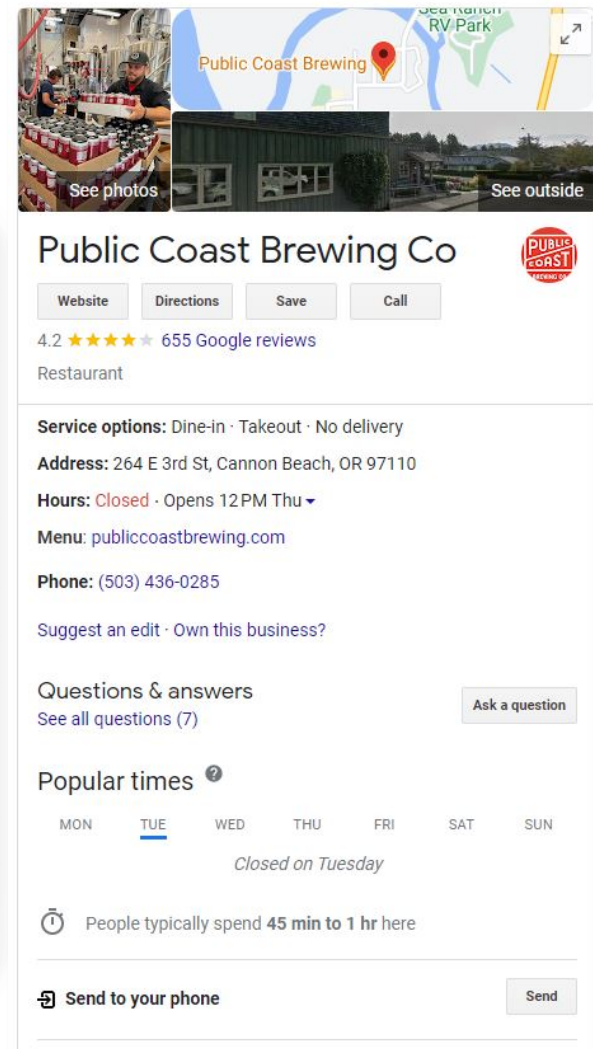 Sea Ranch
RV Park
Public Coast Brewing
See photos
See outside
Public Coast Brewing Co
PUBLIC
COAST
BREWING CO
Website Directions Save Call
4.2 655 Google reviews
Restaurant
Service options: Dine-in · Takeout · No delivery
Address: 264 E 3rd St, Cannon Beach, OR 97110
Hours: Closed · Opens 12 PM Thu
Menu: publiccoastbrewing.com
Phone: (503) 436-0285
Suggest an edit · Own this business?
Questions & answers
See all questions (7)
Ask a question
Popular times ?
MON TUE WED THU FRI SAT SUN
Closed on Tuesday
People typically spend 45 min to 1 hr here
Send to your phone
Send